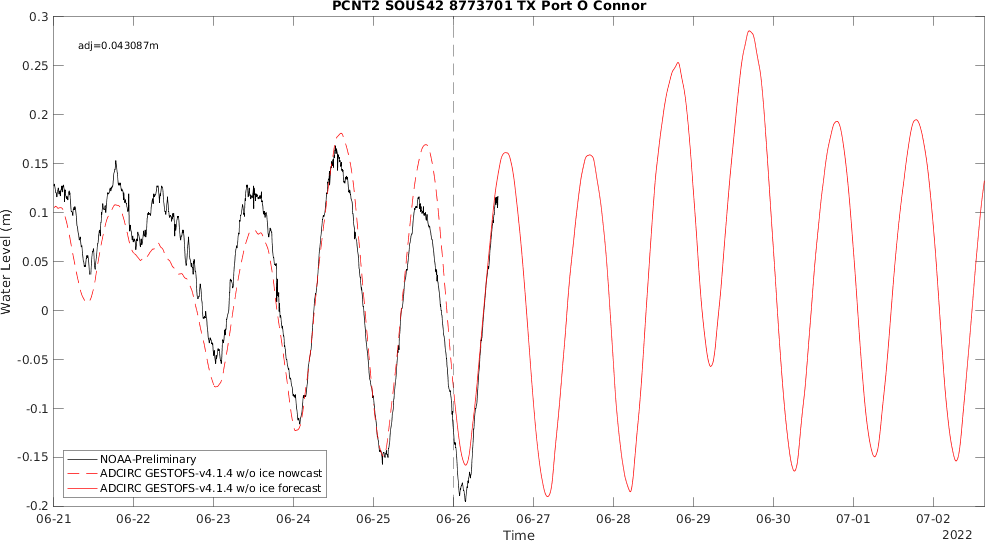 PCNT2 SOUS42 8773701 TX Port O Connor
adj=0.043087m
Water Level (m)
0.3
0.25
0.2
0.15
0.1
0.05
0
-0.05
-0.1
-0.15
-0.2
NOAA-Preliminary
ADCIRC GESTOFS-v4.1.4 w/o ice nowcast
ADCIRC GESTOFS-v4.1.4 w/o ice forecast
06-21 06-22 06-23 06-24 06-25 06-26 06-27 06-28 06-29 06-30 07-01 07-02
Time
2022